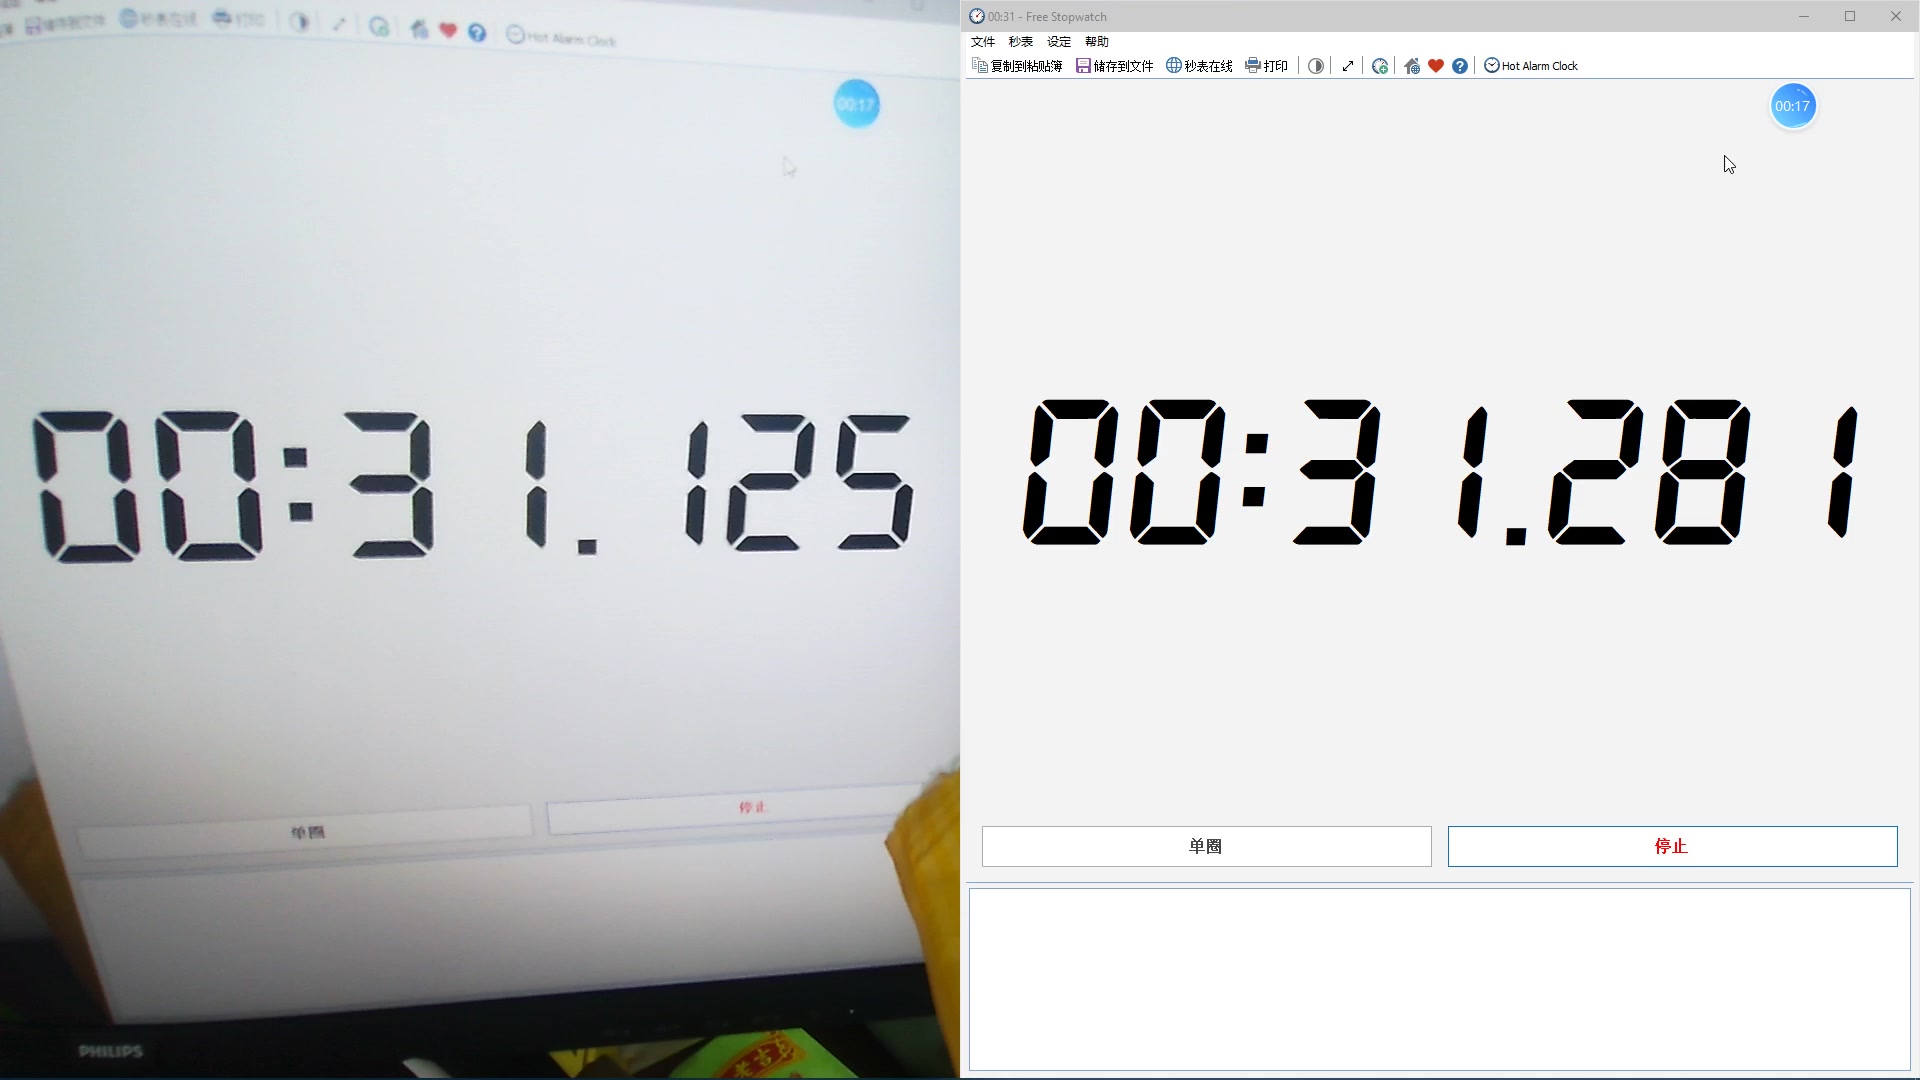 储存到文件 秒表在线 打印 Hot Alarm Clock
00:17
00:31.125
单圈 停止
PHILIPS
00:31 - Free Stopwatch
文件 秒表 设定 帮助
复制到粘贴簿 储存到文件 秒表在线 打印 Hot Alarm Clock
00:17
00:31.281
单圈 停止